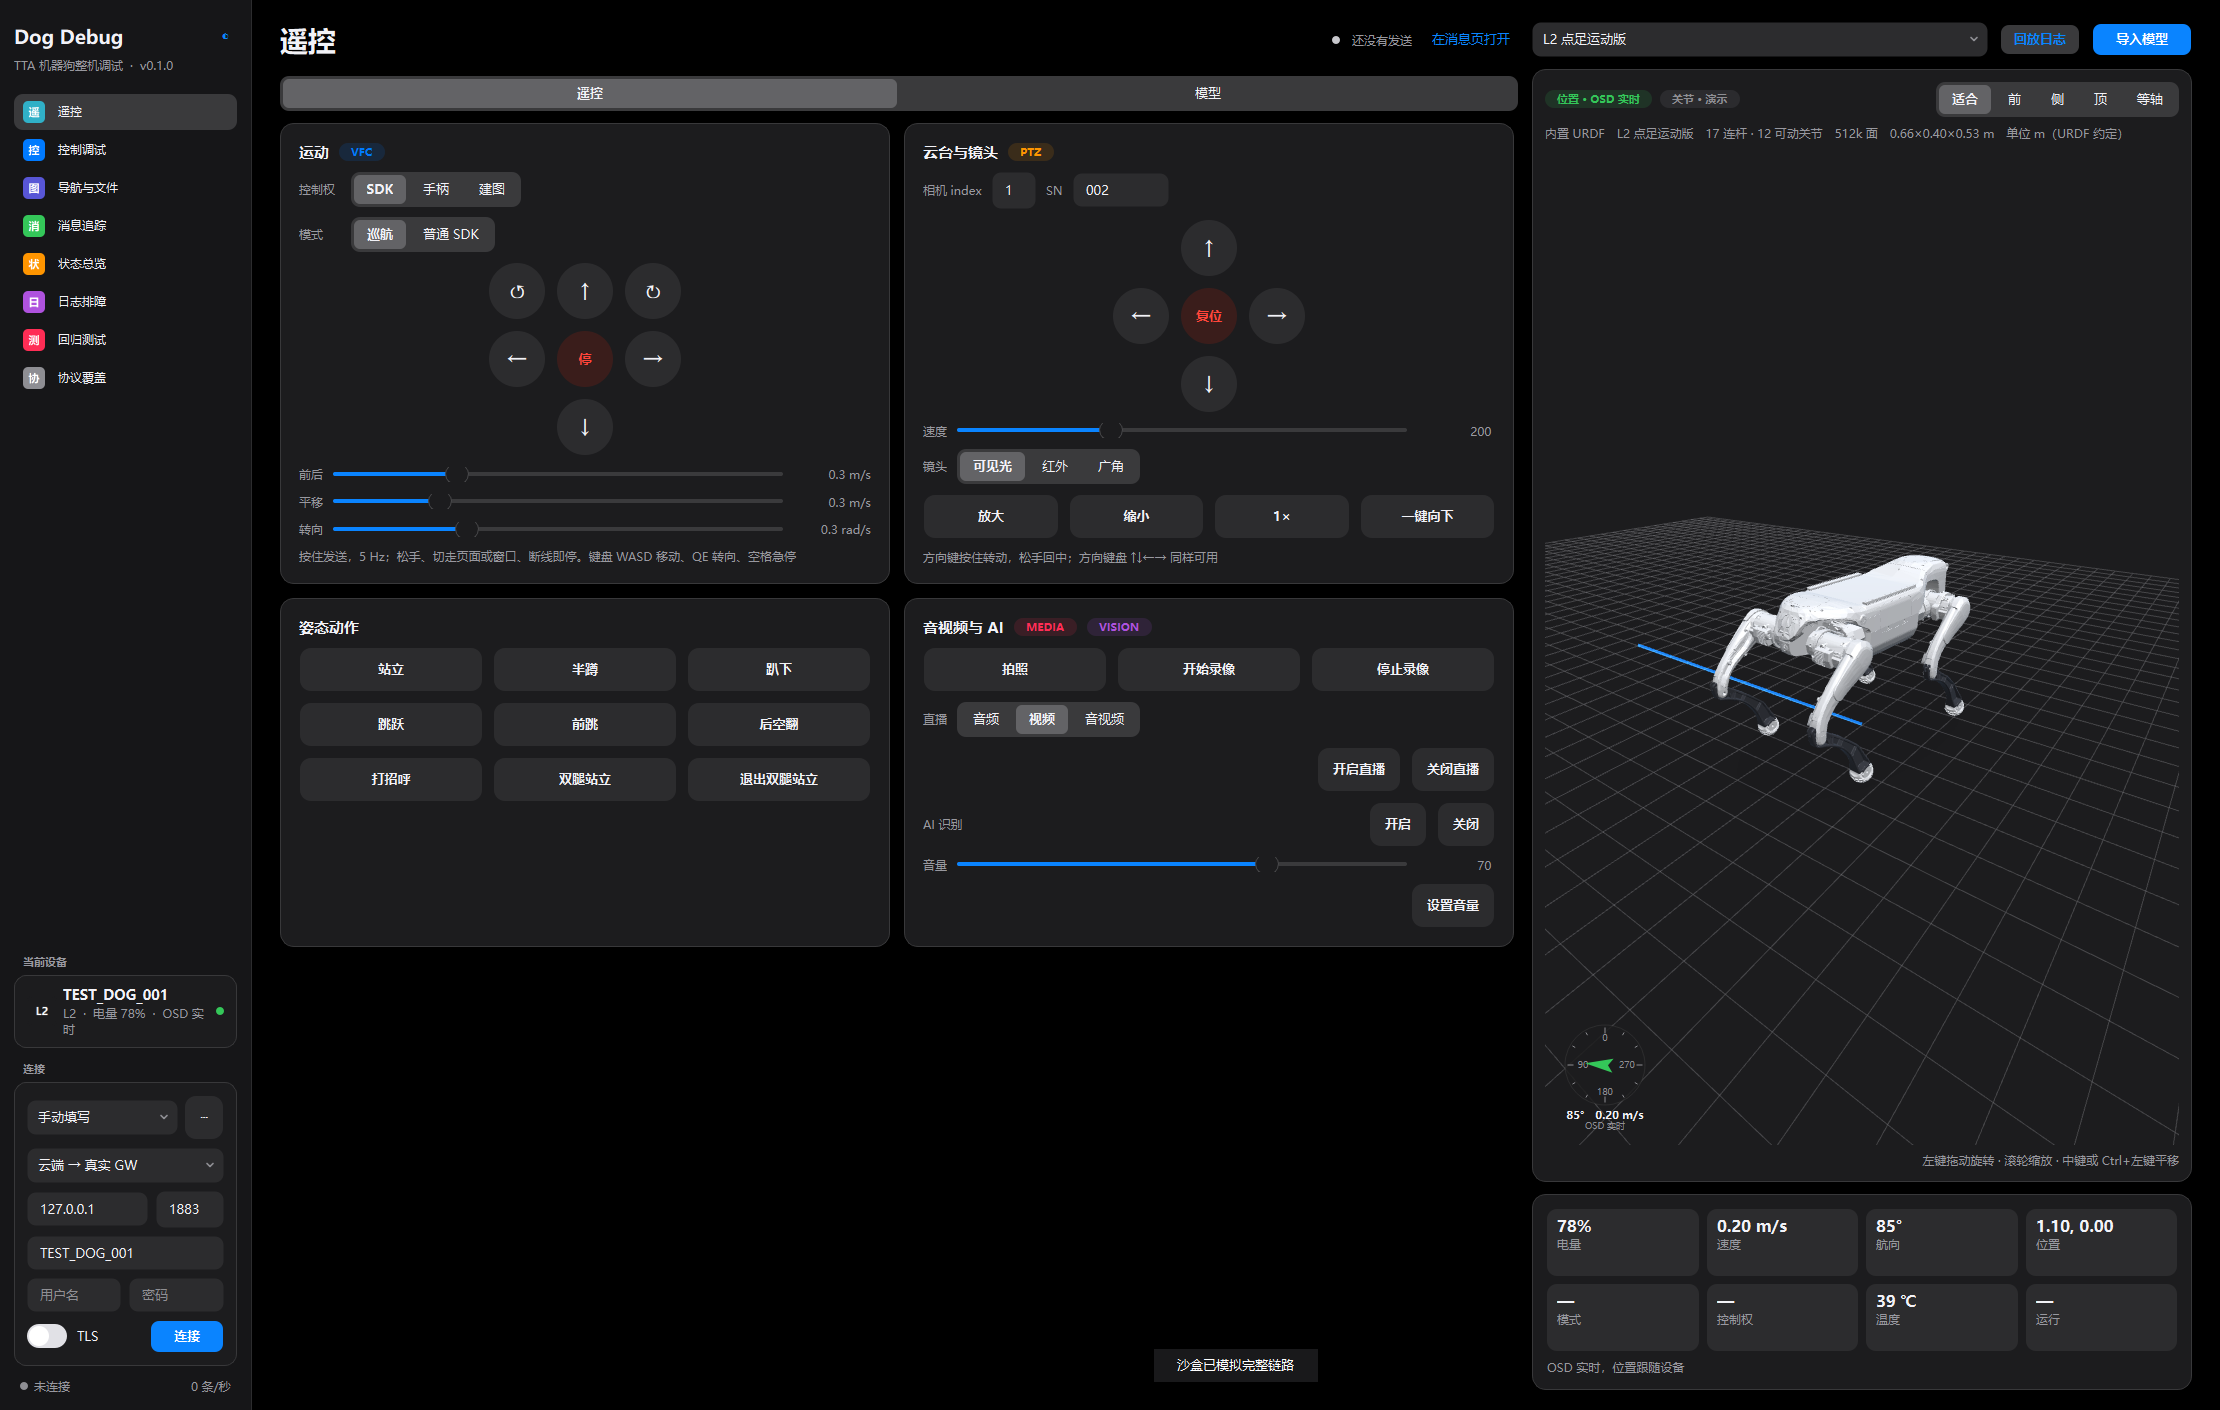 Dog Debug
TTA 机器狗整机调试 · v0.1.0
遥 遥控
控 控制调试
图 导航与文件
消 消息追踪
状 状态总览
日 日志排障
测 回归测试
协 协议覆盖
当前设备
L2 TEST_DOG_001
L2 · 电量 78% · OSD 实
时
连接
手动填写
云端 → 真实 GW
127.0.0.1 1883
TEST_DOG_001
用户名 密码
TLS 连接
未连接 0 条/秒
遥控
还没有发送 在消息页打开
遥控 模型
运动 VFC
控制权 SDK 手柄 建图
模式 巡航 普通 SDK
↺ ↑ ↻
← 停 →
↓
前后 0.3 m/s
平移 0.3 m/s
转向 0.3 rad/s
按住发送，5 Hz；松手、切走页面或窗口、断线即停。键盘 WASD 移动、QE 转向、空格急停
云台与镜头 PTZ
相机 index 1 SN 002
↑
← 复位 →
↓
速度 200
镜头 可见光 红外 广角
放大 缩小 1× 一键向下
方向键按住转动，松手回中；方向键盘 ↑↓←→ 同样可用
姿态动作
站立 半蹲 趴下
跳跃 前跳 后空翻
打招呼 双腿站立 退出双腿站立
音视频与 AI MEDIA VISION
拍照 开始录像 停止录像
直播 音频 视频 音视频
开启直播 关闭直播
AI 识别 开启 关闭
音量 70
设置音量
沙盒已模拟完整链路
L2 点足运动版 回放日志 导入模型
位置 • OSD 实时 关节 • 演示 适合 前 侧 顶 等轴
内置 URDF L2 点足运动版 17 连杆 · 12 可动关节 512k 面 0.66×0.40×0.53 m 单位 m（URDF 约定）
0
90 270
180
85° 0.20 m/s
OSD 实时
左键拖动旋转 · 滚轮缩放 · 中键或 Ctrl+左键平移
78% 0.20 m/s 85° 1.10, 0.00
电量 速度 航向 位置
— — 39 ℃ —
模式 控制权 温度 运行
OSD 实时，位置跟随设备